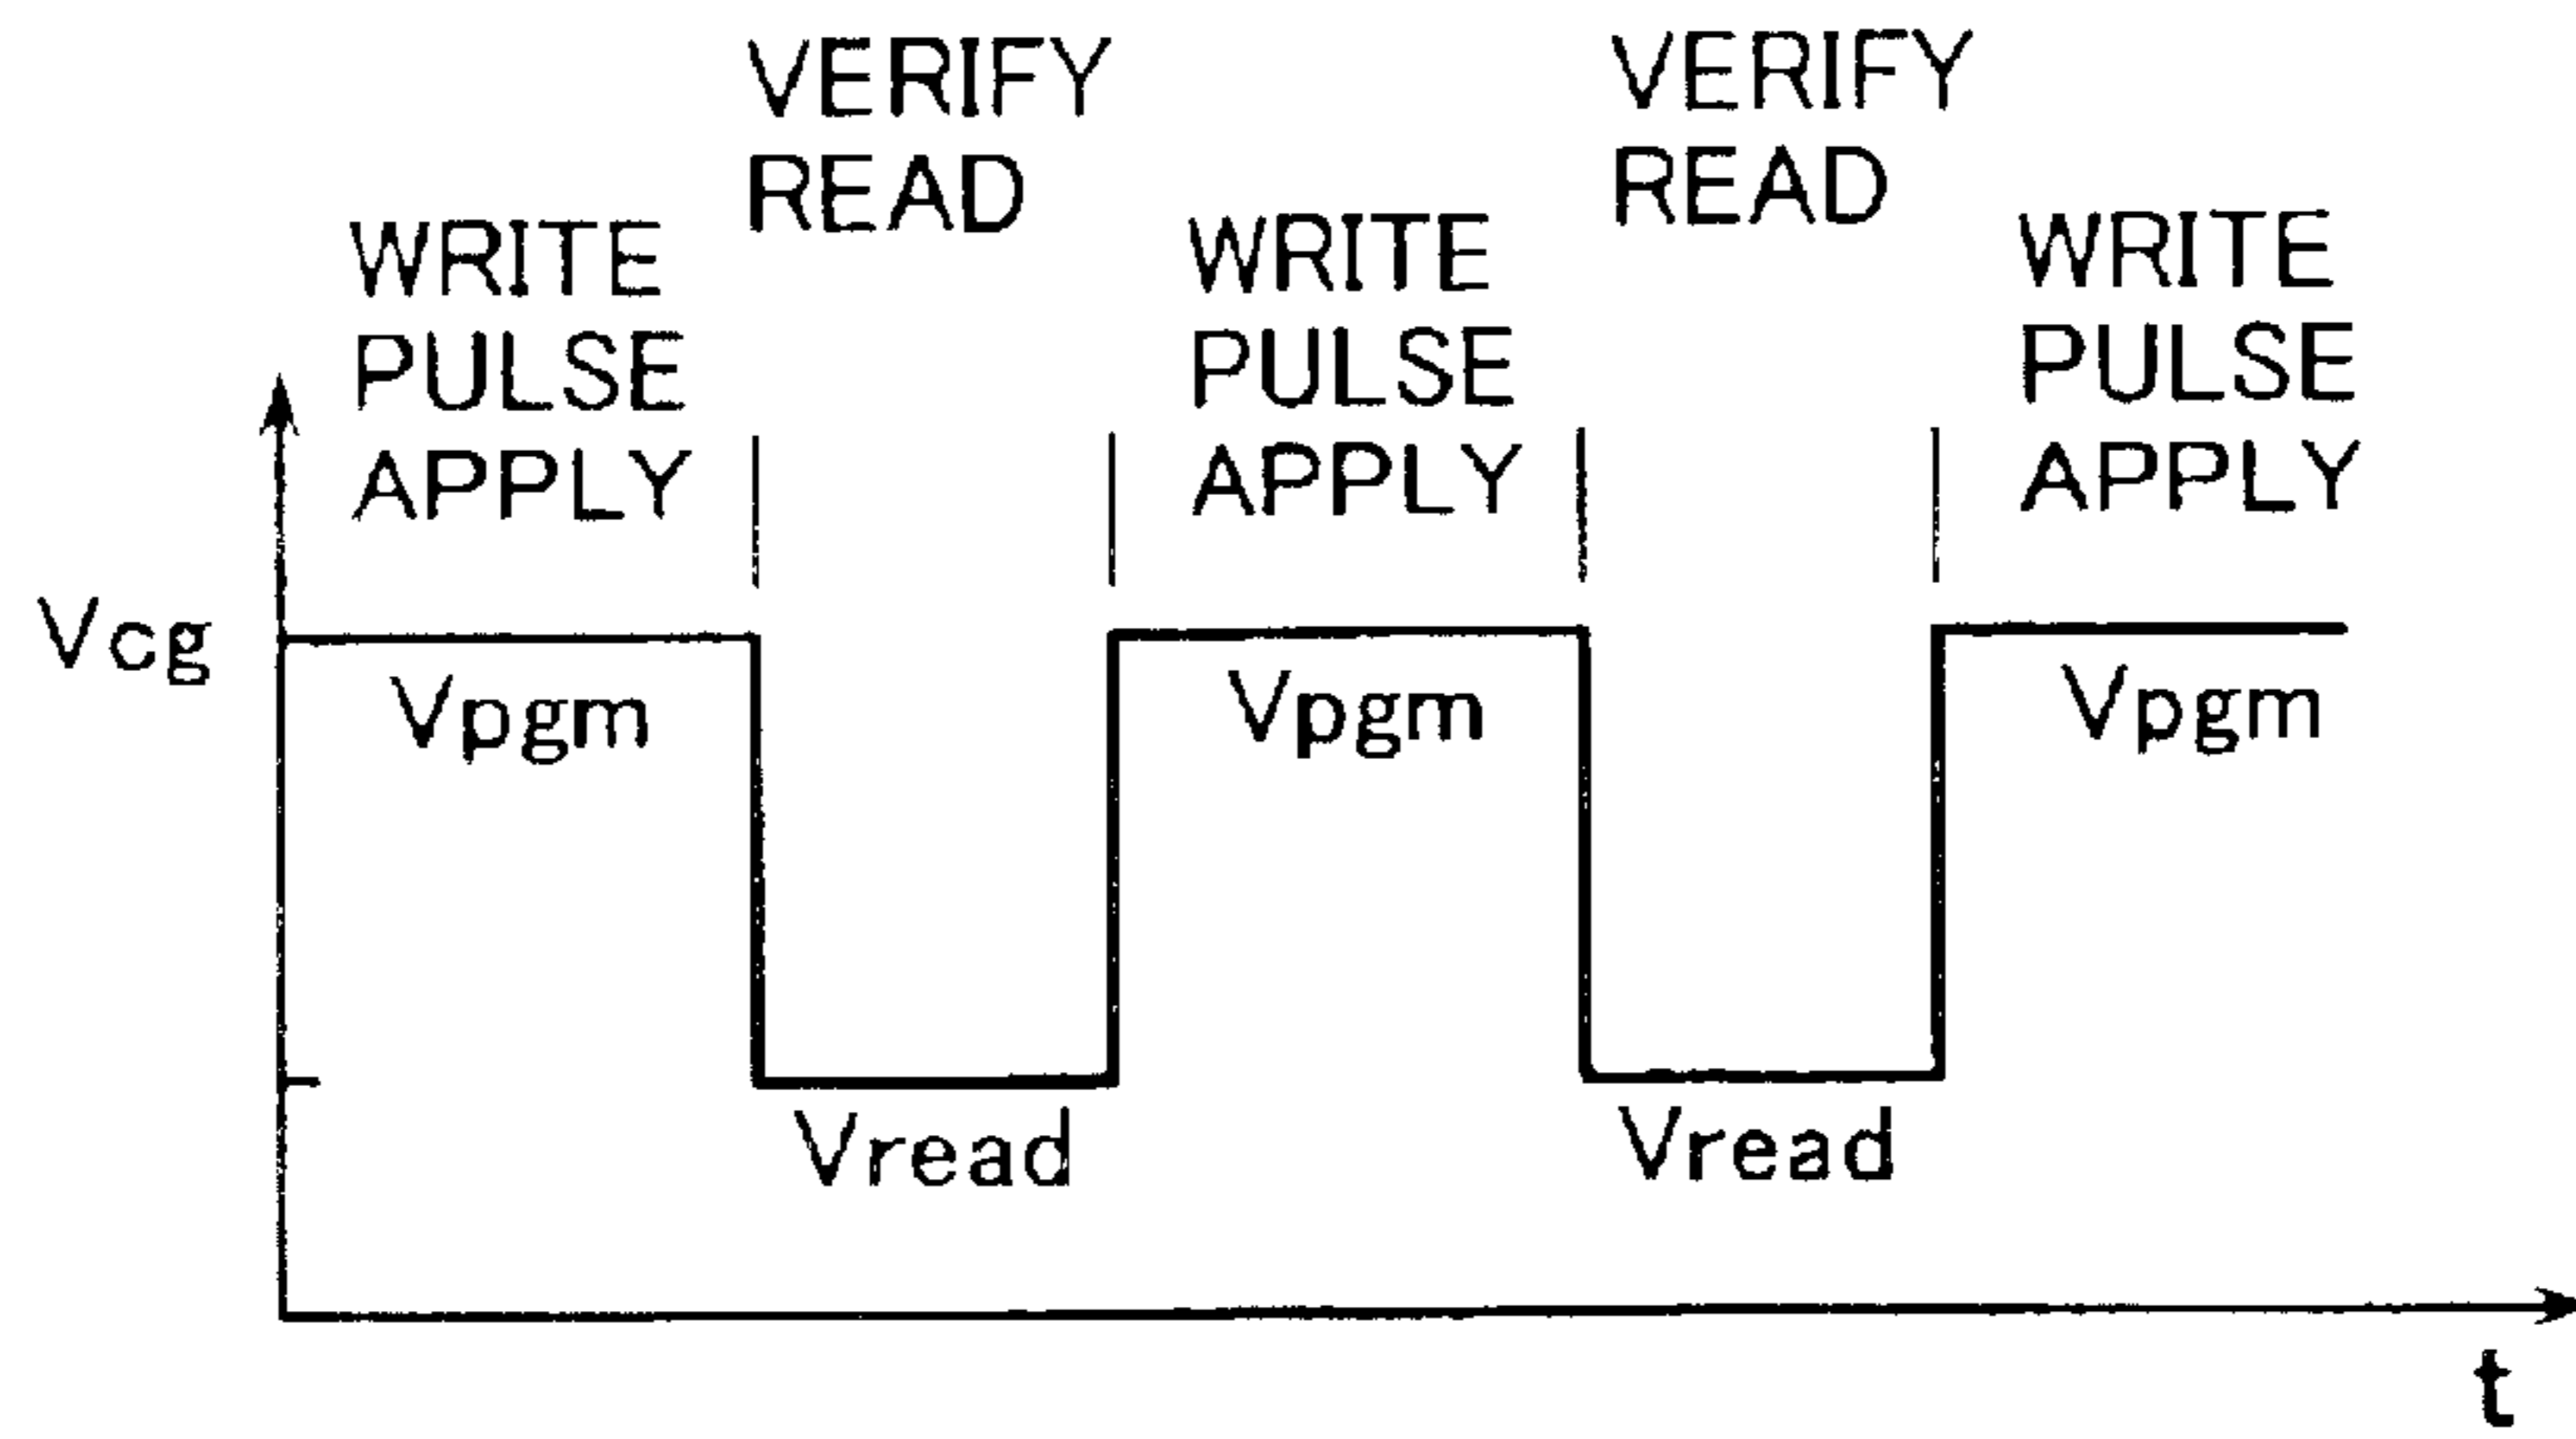 VERIFY
READ
VERIFY
READ
WRITE
PULSE
APPLY
WRITE
PULSE
APPLY
WRITE
PULSE
APPLY
Vcg
Vpgm
Vpgm
Vpgm
Vread
Vread
t